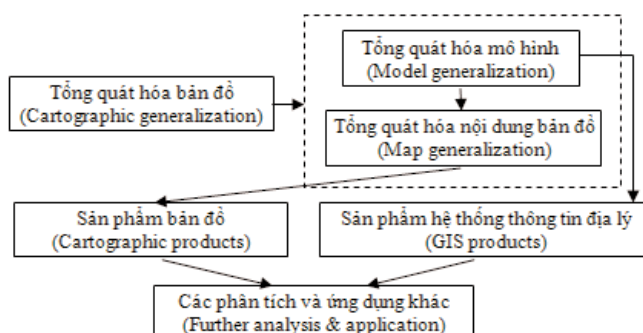 Tổng quát hóa mô hình
(Model generalization)
Tổng quát hóa bản đồ
(Cartographic generalization)
Tổng quát hóa nội dung bản đồ
(Map generalization)
Sản phẩm bản đồ
(Cartographic products)
Sản phẩm hệ thống thông tin địa lý
(GIS products)
Các phân tích và ứng dụng khác
(Further analysis & application)